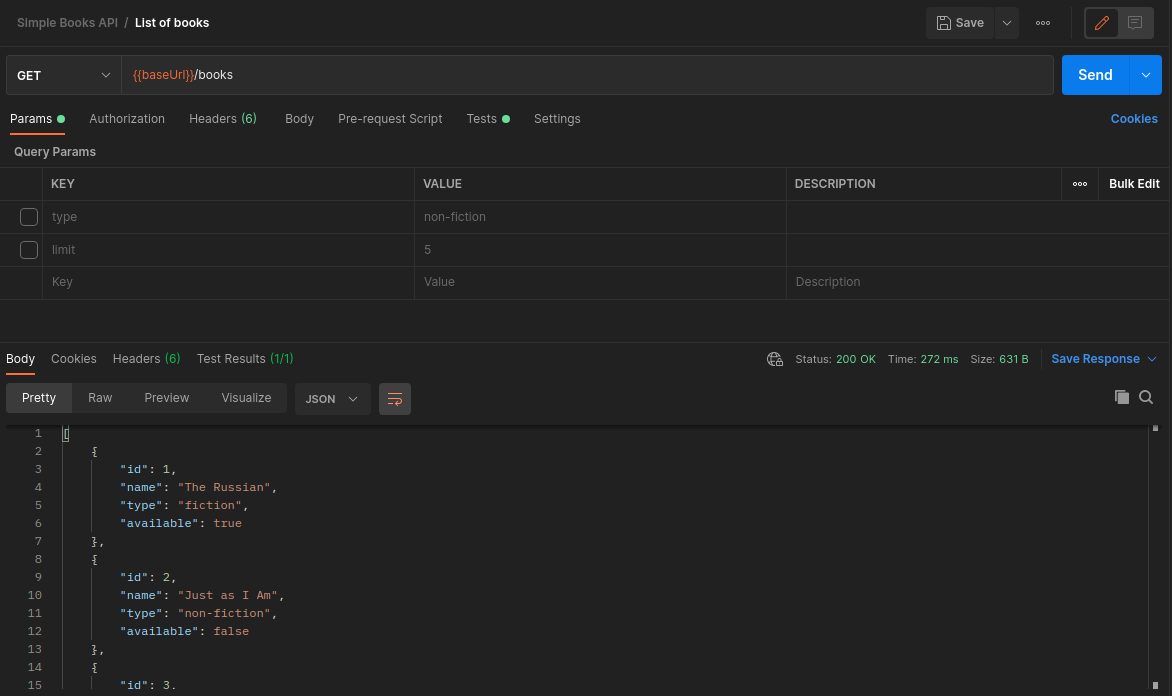 Simple Books API / List of books Save
GET {{baseUrl}}/books Send
Params Authorization Headers (6) Body Pre-request Script Tests Settings Cookies
Query Params
KEY VALUE DESCRIPTION Bulk Edit
type non-fiction
limit 5
Key Value Description
Body Cookies Headers (6) Test Results (1/1) Status: 200 OK Time: 272 ms Size: 631 B Save Response
Pretty Raw Preview Visualize JSON
1 [
2 {
3 "id": 1,
4 "name": "The Russian",
5 "type": "fiction",
6 "available": true
7 },
8 {
9 "id": 2,
10 "name": "Just as I Am",
11 "type": "non-fiction",
12 "available": false
13 },
14 {
15 "id": 3,